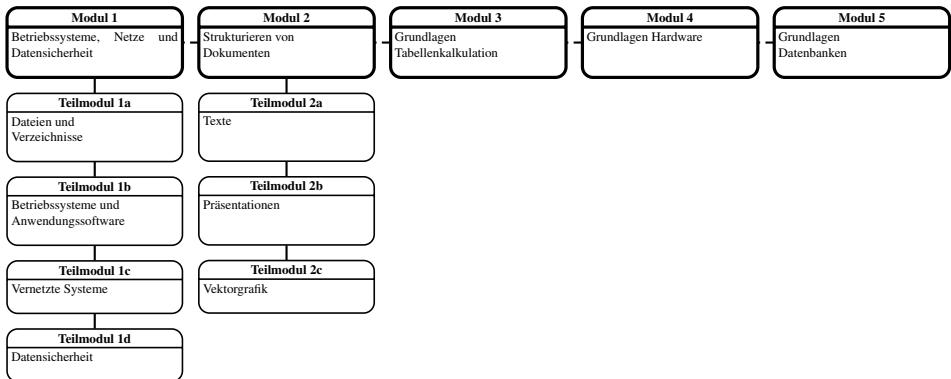 Modul 1
Betriebssysteme, Netze und
Datensicherheit
Modul 2
Strukturieren von
Dokumenten
Modul 3
Grundlagen
Tabellenkalkulation
Modul 4
Grundlagen Hardware
Modul 5
Grundlagen
Datenbanken
Teilmodul 1a
Dateien und
Verzeichnisse
Teilmodul 2a
Texte
Teilmodul 1b
Betriebssysteme und
Anwendungssoftware
Teilmodul 2b
Präsentationen
Teilmodul 1c
Vernetzte Systeme
Teilmodul 2c
Vektorgrafik
Teilmodul 1d
Datensicherheit